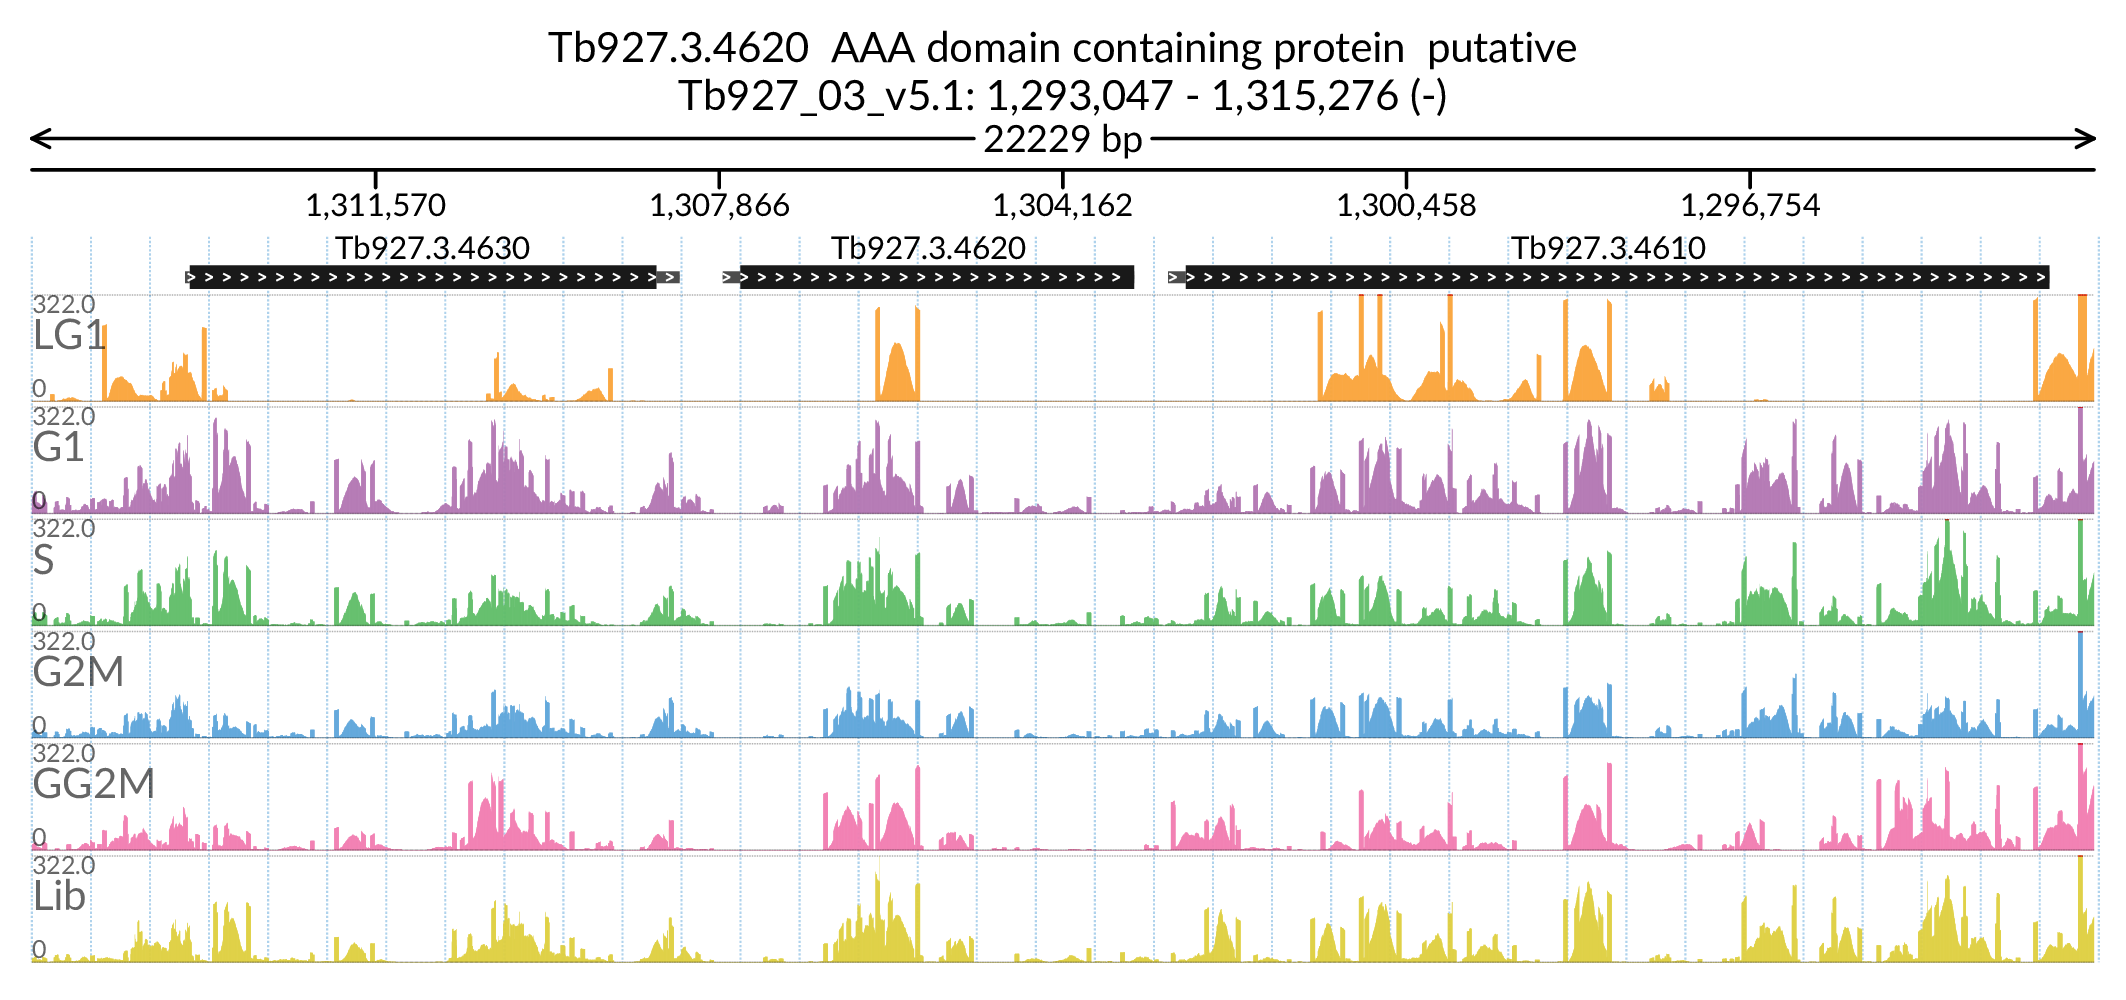 Tb927.3.4620  AAA domain containing protein  putative
Tb927_03_v5.1: 1,293,047 - 1,315,276 (-)
22229 bp
1,311,570 1,307,866 1,304,162 1,300,458 1,296,754
Tb927.3.4630 Tb927.3.4620 Tb927.3.4610
322.0
LG1
0
322.0
G1
0
322.0
S
0
322.0
G2M
0
322.0
GG2M
0
322.0
Lib
0